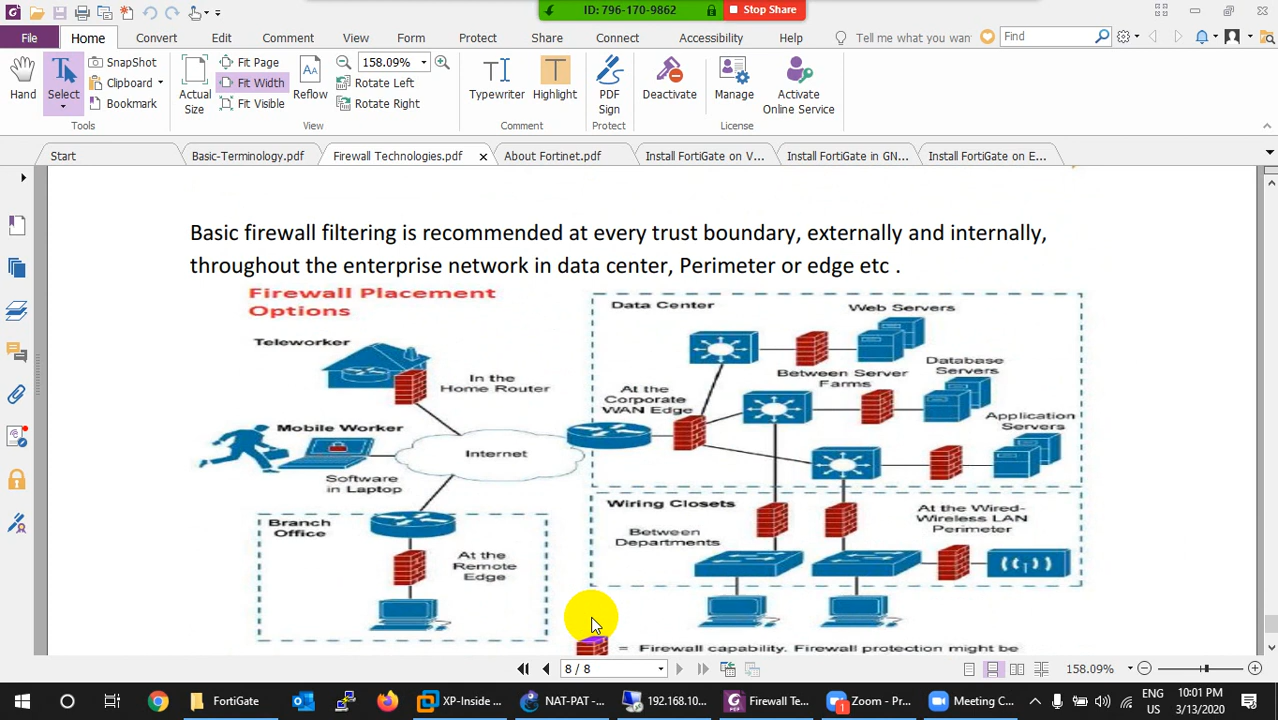 ID: 796-170-9862
Stop Share
File
Home
Convert
Edit
Comment
View
Form
Protect
Share
Connect
Accessibility
Help
Tell me what you want
Find
Hand
Select
SnapShot
Clipboard
Bookmark
Tools
Actual
Size
Fit Page
Fit Width
Fit Visible
Reflow
158.09%
Rotate Left
Rotate Right
View
Typewriter
Highlight
Comment
PDF
Sign
Protect
Deactivate
Manage
Activate
Online Service
License
Start
Basic-Terminology.pdf
Firewall Technologies.pdf
About Fortinet.pdf
Install FortiGate on V...
Install FortiGate in GN...
Install FortiGate on E...
Basic firewall filtering is recommended at every trust boundary, externally and internally,
throughout the enterprise network in data center, Perimeter or edge etc .
Firewall Placement
Options
Teleworker
In the
Home Router
Mobile Worker
Software
in Laptop
Internet
Branch
Office
At the
Remote
Edge
Data Center
Web Servers
At the
Corporate
WAN Edge
Between Server
Farms
Database
Servers
Application
Servers
Wiring Closets
Between
Departments
At the Wired-
Wireless LAN
Perimeter
= Firewall capability. Firewall protection might be
8 / 8
158.09%
FortiGate
XP-Inside ...
NAT-PAT -...
192.168.10...
Firewall Te...
Zoom - Pr...
1
Meeting C...
ENG
US
10:01 PM
3/13/2020